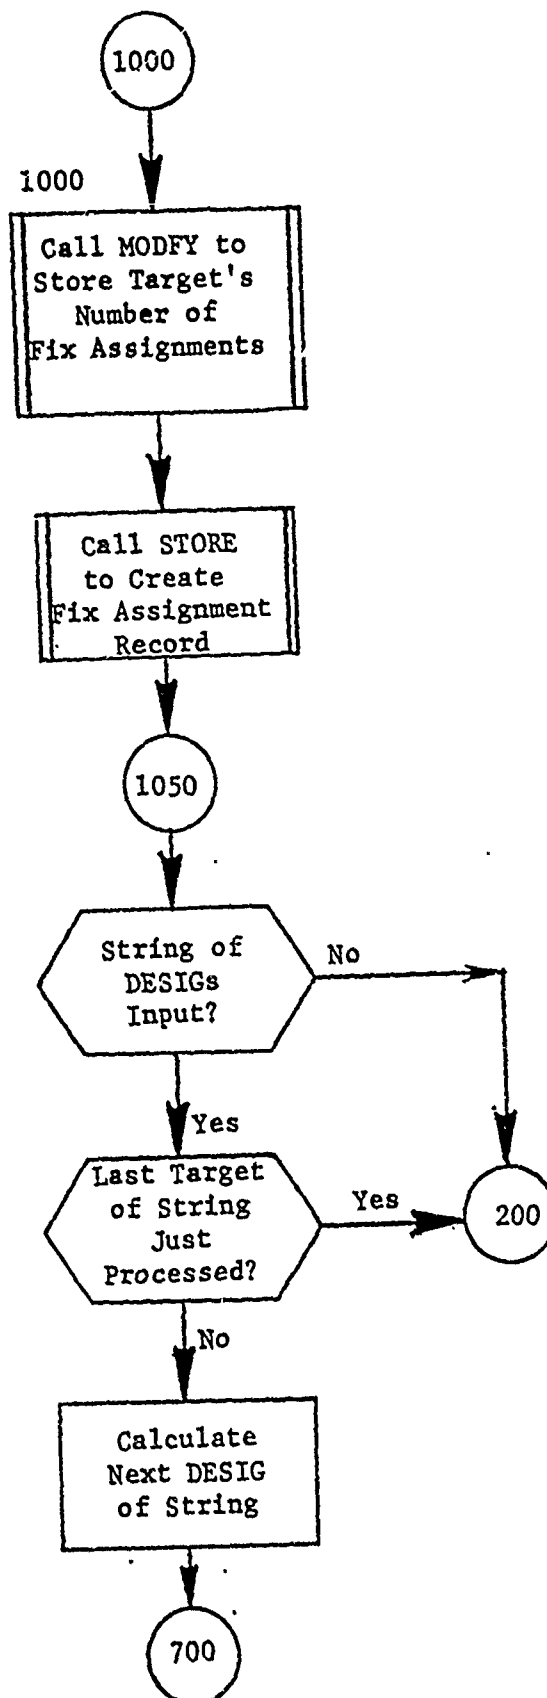 1000
1000
Call MODFY to
Store Target's
Number of
Fix Assignments
Call STORE
to Create
Fix Assignment
Record
1050
String of
DESIGs
Input?
No
Yes
Last Target
of String
Just
Processed?
Yes
200
No
Calculate
Next DESIG
of String
700